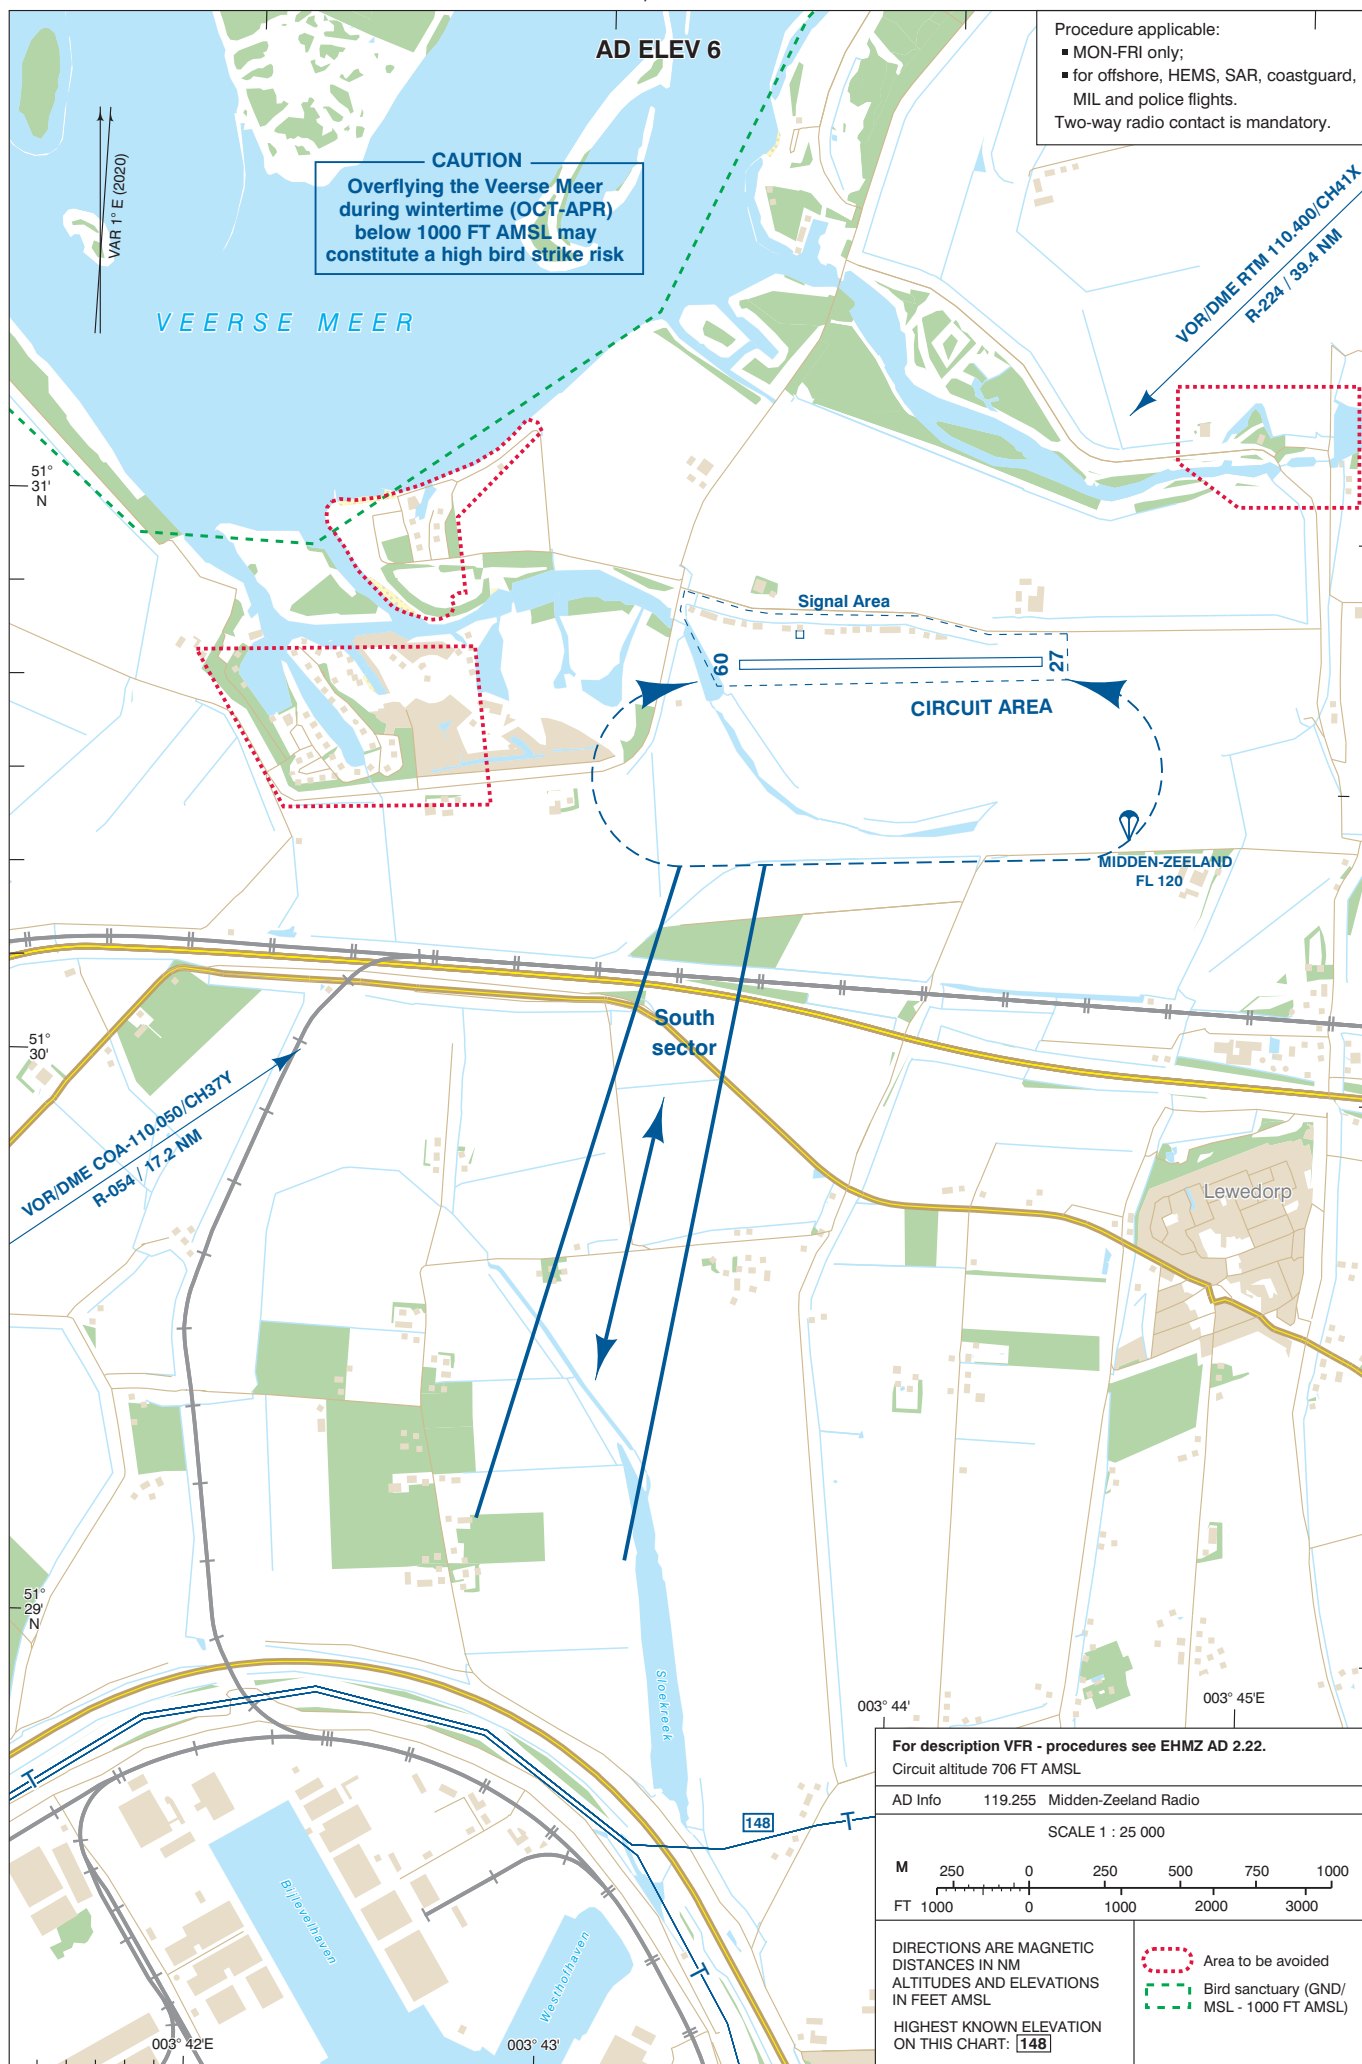 AD ELEV 6
Procedure applicable:
▪ MON-FRI only;
▪ for offshore, HEMS, SAR, coastguard,
MIL and police flights.
Two-way radio contact is mandatory.
VAR 1° E (2020)
CAUTION
Overflying the Veerse Meer
during wintertime (OCT-APR)
below 1000 FT AMSL may
constitute a high bird strike risk
VOR/DME RTM 110.400/CH41X
R-224 / 39.4 NM
VEERSE MEER
51°
31'
N
Signal Area
09
27
CIRCUIT AREA
MIDDEN-ZEELAND
FL 120
South
sector
51°
30'
VOR/DME COA-110.050/CH37Y
R-054 / 17.2 NM
Lewedorp
51°
29'
N
Sloekreek
003° 44'
003° 45'E
T
148
T
T
Bijlevelhaven
Westhofhaven
003° 42'E
003° 43'
For description VFR - procedures see EHMZ AD 2.22.
Circuit altitude 706 FT AMSL
AD Info 119.255 Midden-Zeeland Radio
SCALE 1 : 25 000
M 250 0 250 500 750 1000
FT 1000 0 1000 2000 3000
DIRECTIONS ARE MAGNETIC
DISTANCES IN NM
ALTITUDES AND ELEVATIONS
IN FEET AMSL
HIGHEST KNOWN ELEVATION
ON THIS CHART: 148
Area to be avoided
Bird sanctuary (GND/
MSL - 1000 FT AMSL)